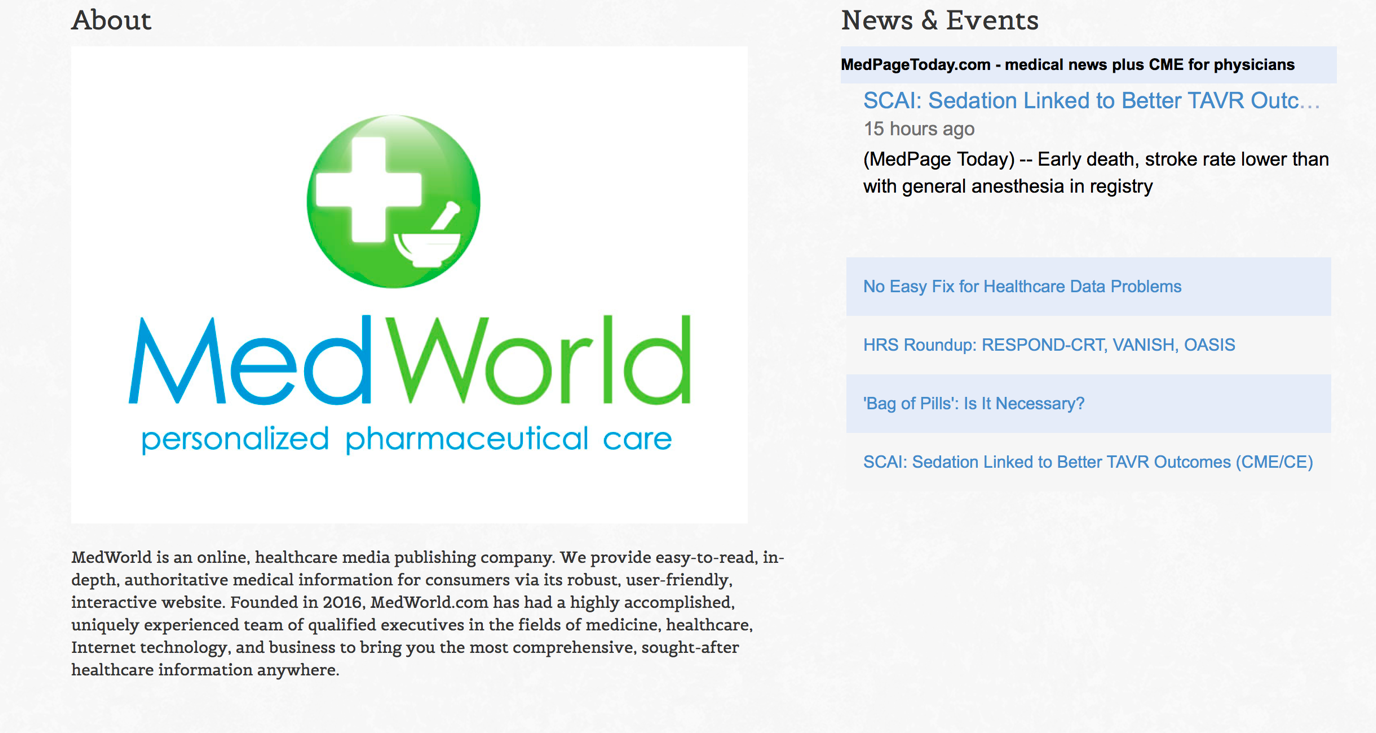 About
MedWorld
personalized pharmaceutical care
MedWorld is an online, healthcare media publishing company. We provide easy-to-read, in-
depth, authoritative medical information for consumers via its robust, user-friendly,
interactive website. Founded in 2016, MedWorld.com has had a highly accomplished,
uniquely experienced team of qualified executives in the fields of medicine, healthcare,
Internet technology, and business to bring you the most comprehensive, sought-after
healthcare information anywhere.
News & Events
MedPageToday.com - medical news plus CME for physicians
SCAI: Sedation Linked to Better TAVR Outc...
15 hours ago
(MedPage Today) -- Early death, stroke rate lower than
with general anesthesia in registry
No Easy Fix for Healthcare Data Problems
HRS Roundup: RESPOND-CRT, VANISH, OASIS
'Bag of Pills': Is It Necessary?
SCAI: Sedation Linked to Better TAVR Outcomes (CME/CE)